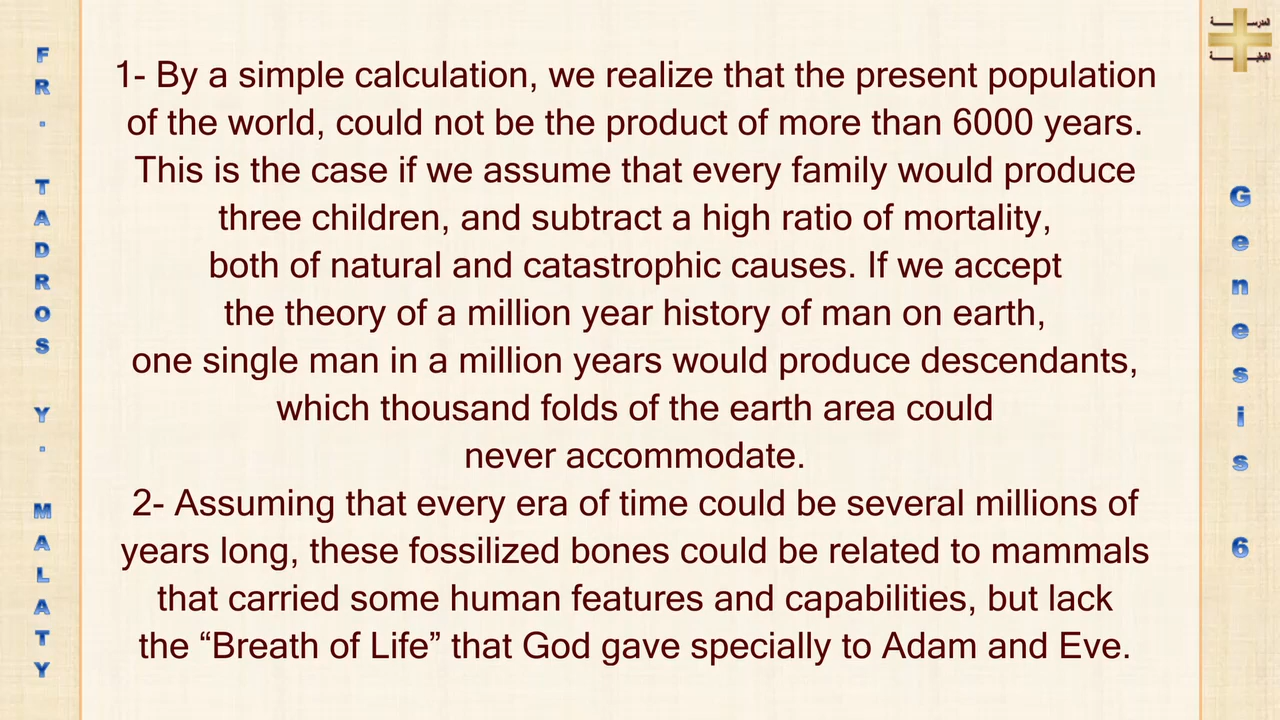 FR. TADROS Y. MALATY
1- By a simple calculation, we realize that the present population
of the world, could not be the product of more than 6000 years.
This is the case if we assume that every family would produce
three children, and subtract a high ratio of mortality,
both of natural and catastrophic causes. If we accept
the theory of a million year history of man on earth,
one single man in a million years would produce descendants,
which thousand folds of the earth area could
never accommodate.
2- Assuming that every era of time could be several millions of
years long, these fossilized bones could be related to mammals
that carried some human features and capabilities, but lack
the “Breath of Life” that God gave specially to Adam and Eve.
Genesis 6